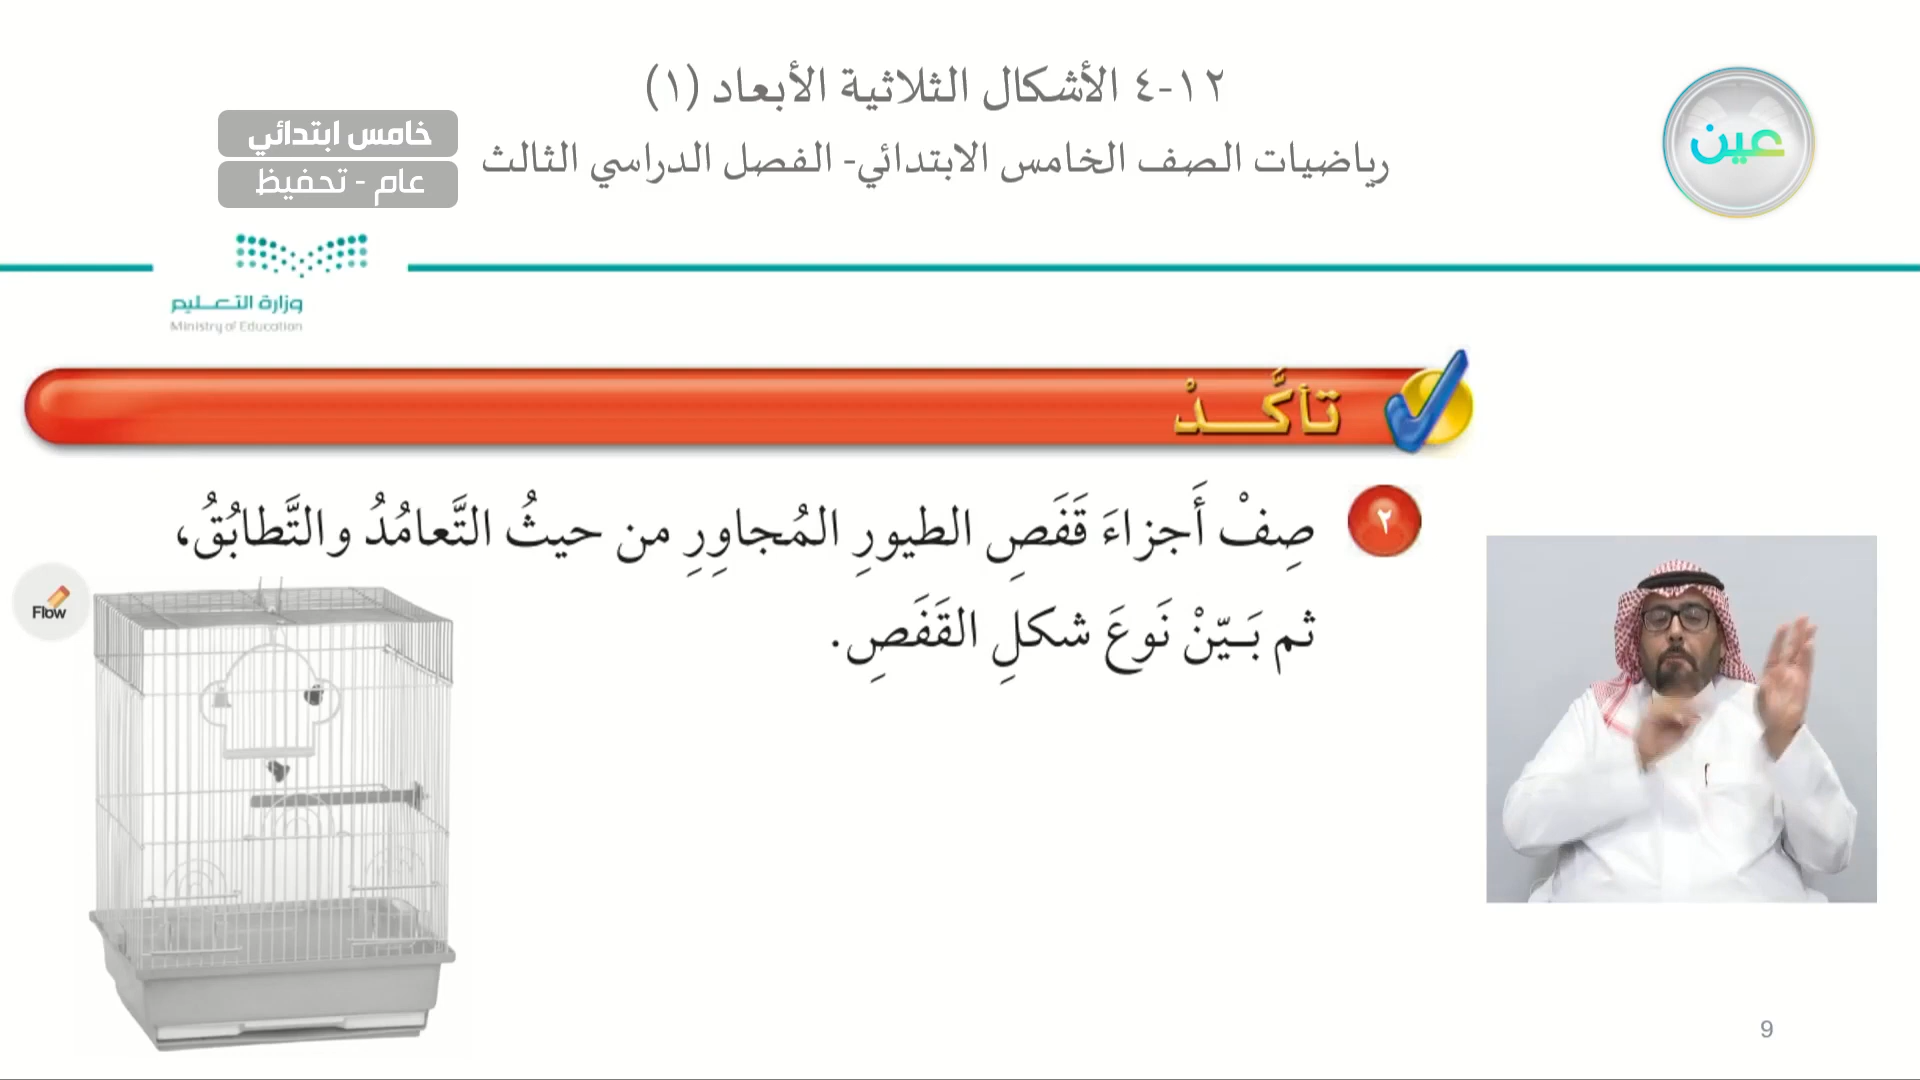 ١٢-٤ الأشكال الثلاثية الأبعاد (١)
رياضيات الصف الخامس الابتدائي- الفصل الدراسي الثالث
خامس ابتدائي
عام - تحفيظ
عين
وزارة التعليم
Ministry of Education
تأكَّدْ
٢ صِفْ أَجزاءَ قَفَصِ الطيورِ المُجاوِرِ من حيثُ التَّعامُدُ والتَّطابُقُ،
ثم بَيّنْ نَوعَ شكلِ القَفَصِ.
Flow
9